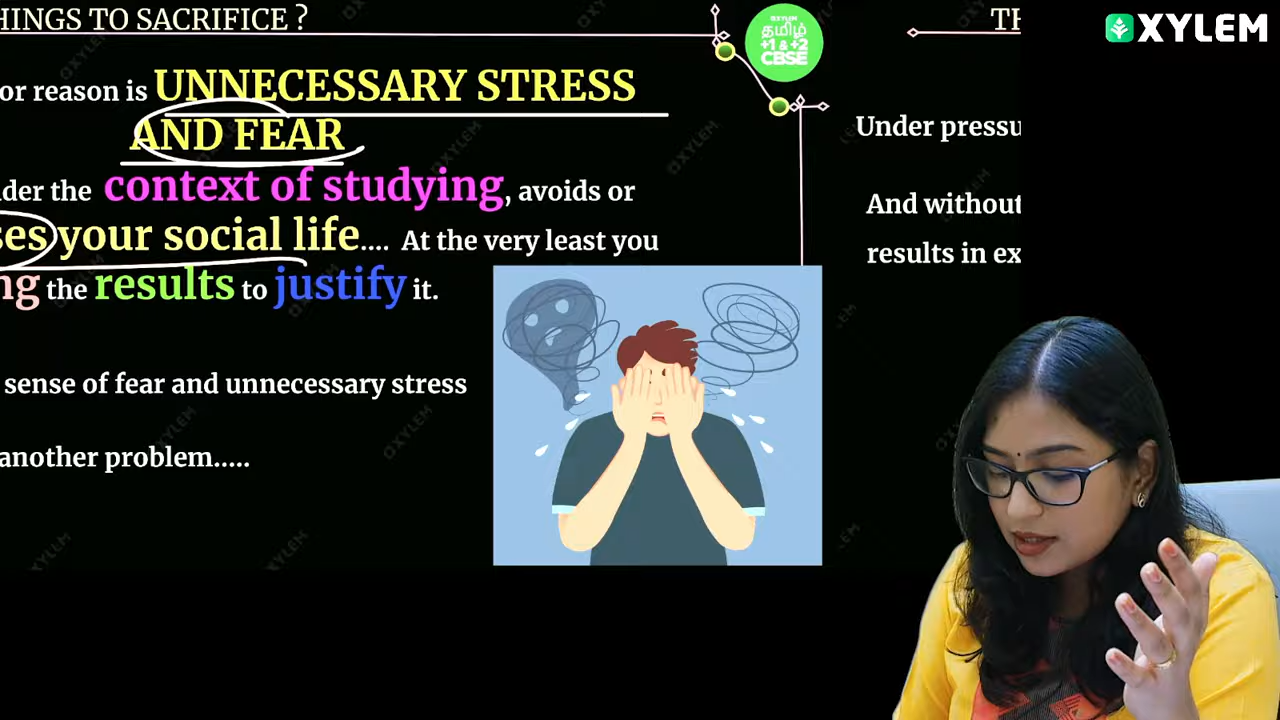 HINGS TO SACRIFICE ?
or reason is UNNECESSARY STRESS
AND FEAR
der the context of studying, avoids or
ses your social life.... At the very least you
ng the results to justify it.
sense of fear and unnecessary stress
another problem.....
OXYLEM
தமிழ்
+1 & +2
CBSE
TH
Under pressu
And without
results in ex
XYLEM